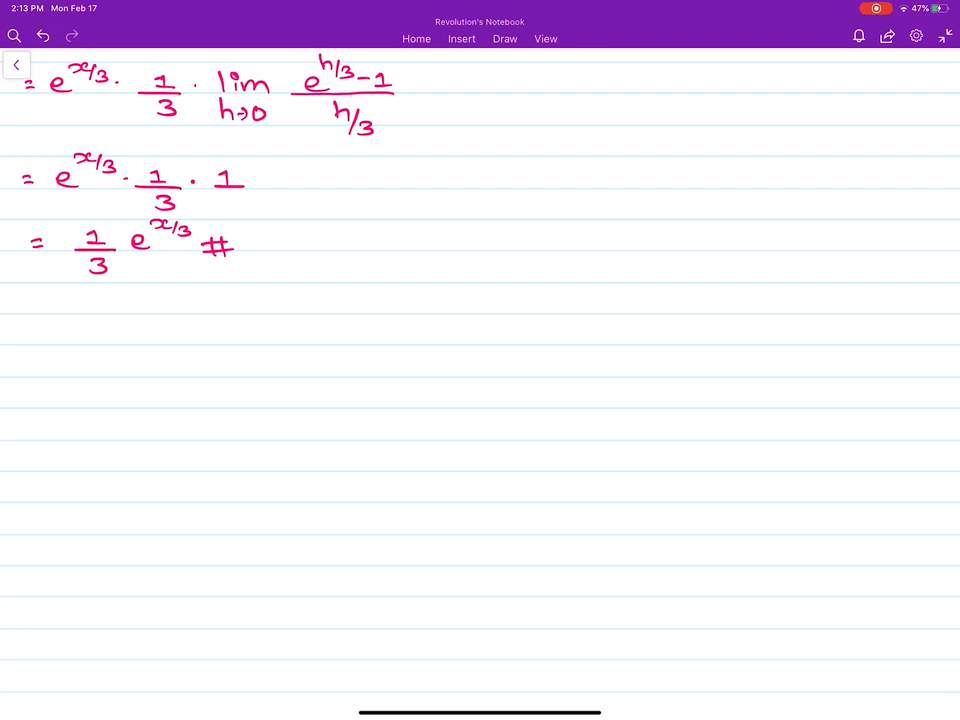 2:13 PM Mon Feb 17
47%
Revolution's Notebook
Home Insert Draw View
= e^{x/3} · 1/3 · lim_{h→0} (e^{h/3} - 1)/(h/3)
= e^{x/3} · 1/3 · 1
= 1/3 e^{x/3} #